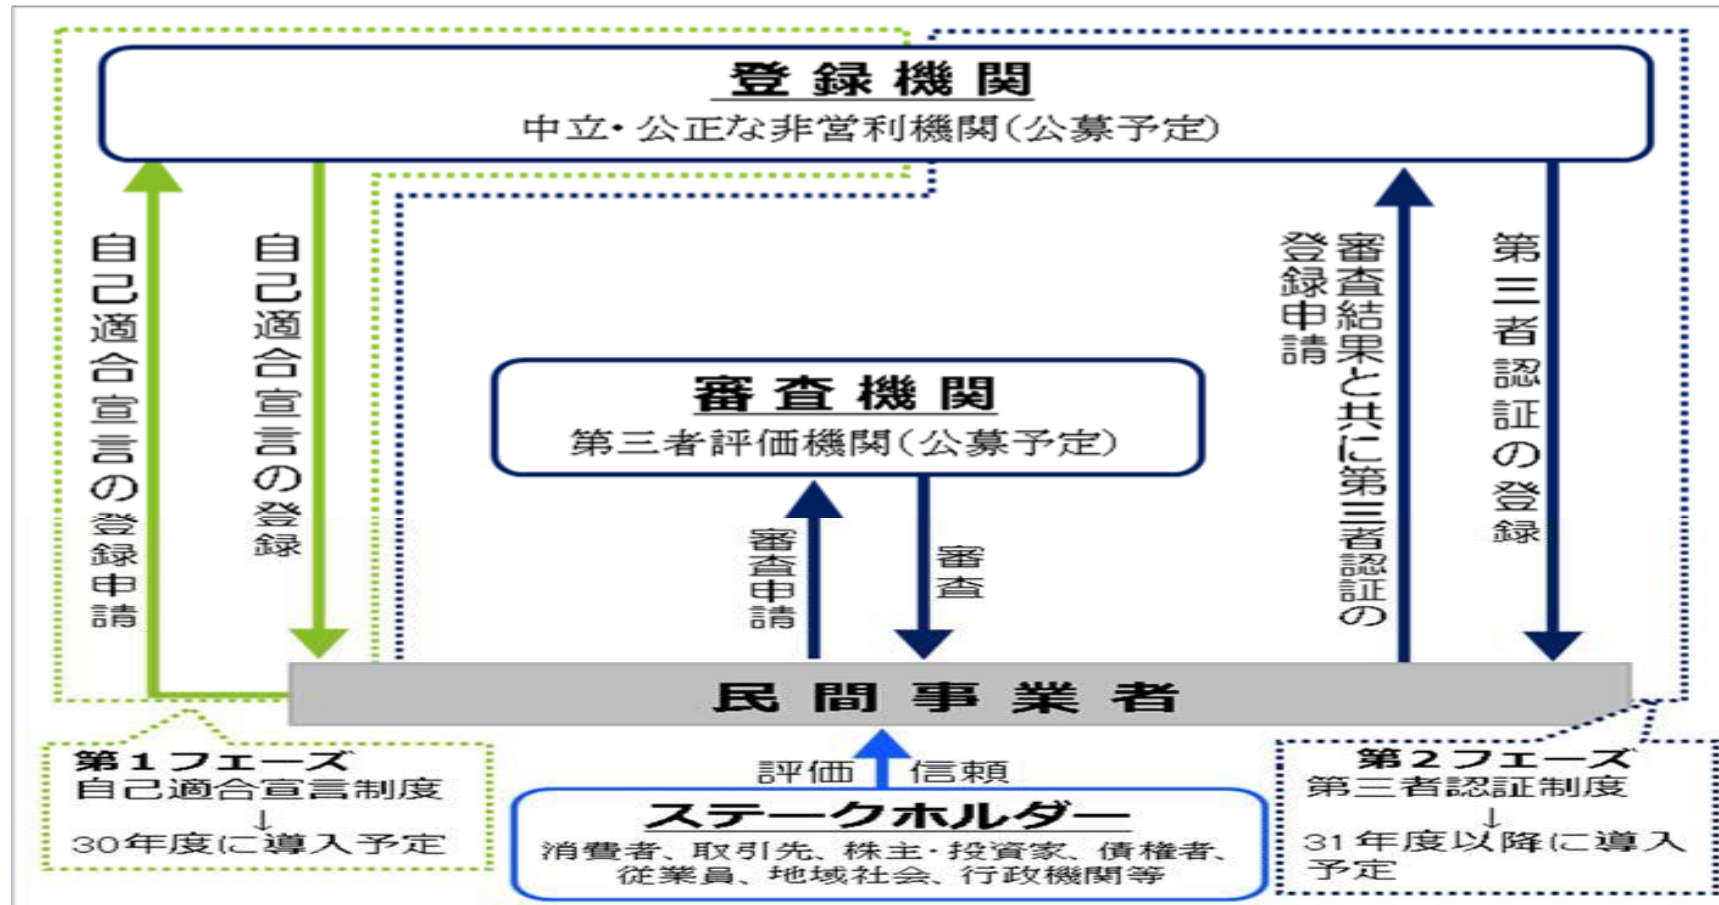 登録機関
中立・公正な非営利機関(公募予定)
自己適合宣言の登録申請
自己適合宣言の登録
審査結果と共に第三者認証の
登録申請
第三者認証の登録
審査機関
第三者評価機関(公募予定)
審査申請
審査
民間事業者
第1フェーズ
自己適合宣言制度
↓
30年度に導入予定
評価 信頼
ステークホルダー
消費者、取引先、株主・投資家、債権者、
従業員、地域社会、行政機関等
第2フェーズ
第三者認証制度
↓
31年度以降に導入
予定